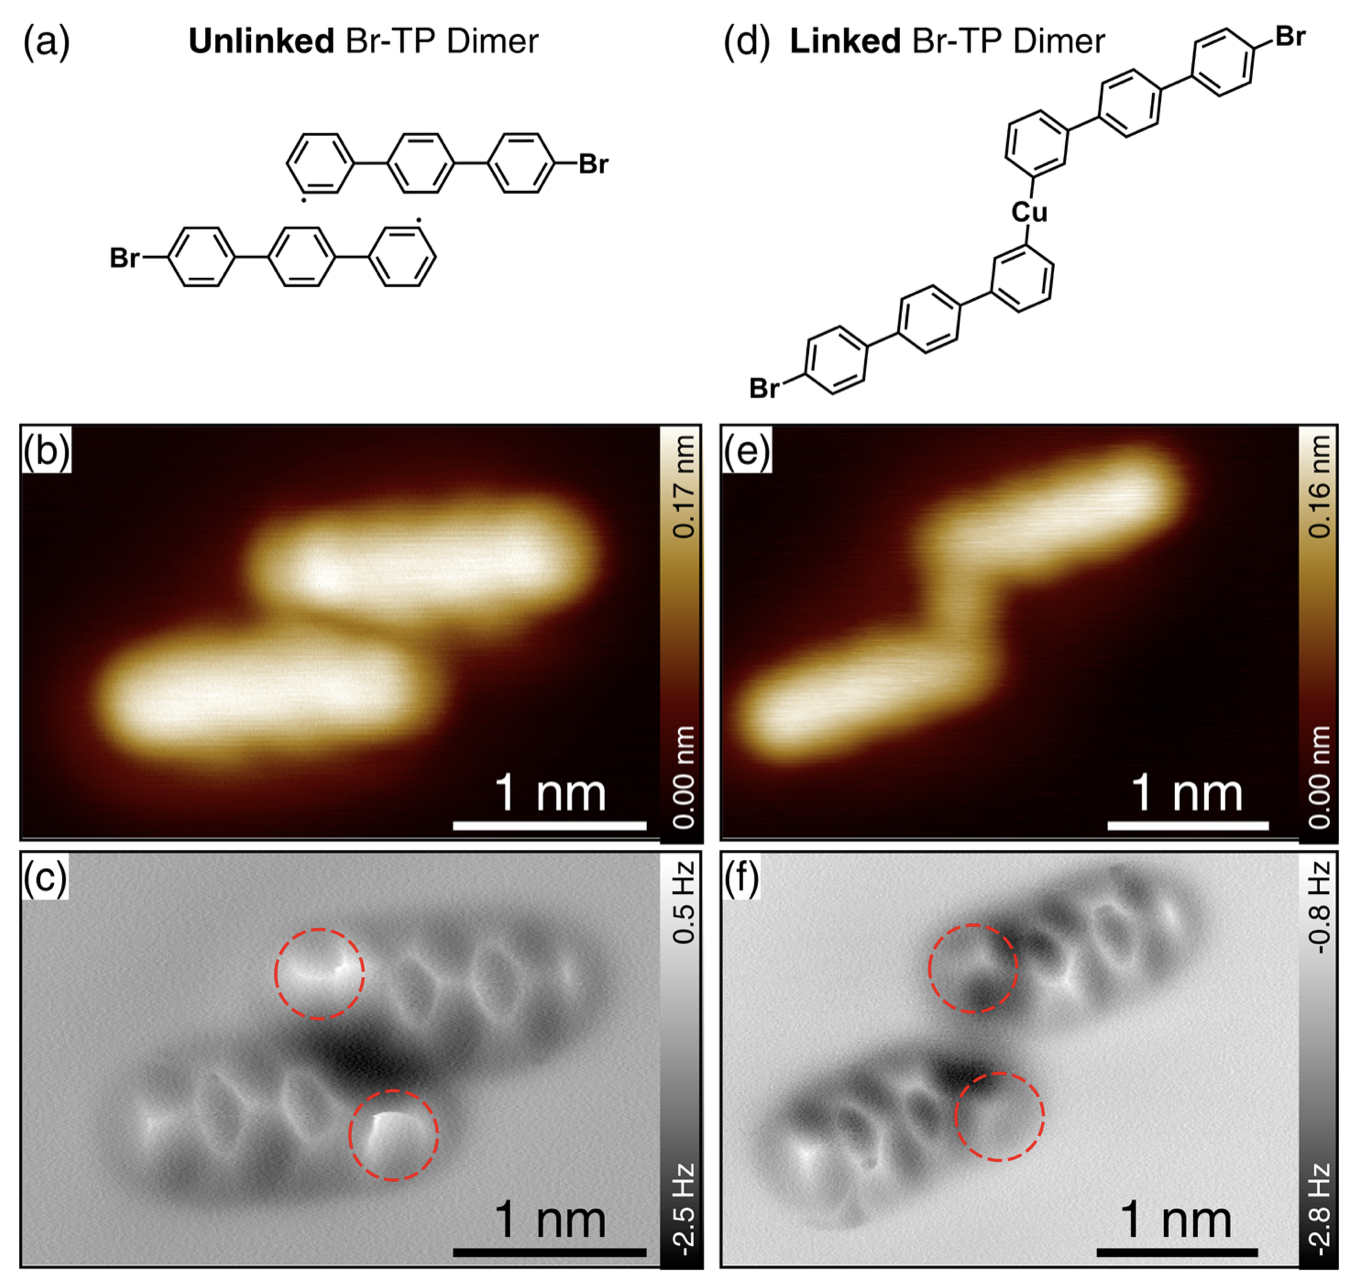 (a) Unlinked Br-TP Dimer
Br
Br
(d) Linked Br-TP Dimer
Br
Cu
Br
(b)
0.17 nm
0.00 nm
1 nm
(e)
0.16 nm
0.00 nm
1 nm
(c)
0.5 Hz
-2.5 Hz
1 nm
(f)
-0.8 Hz
-2.8 Hz
1 nm